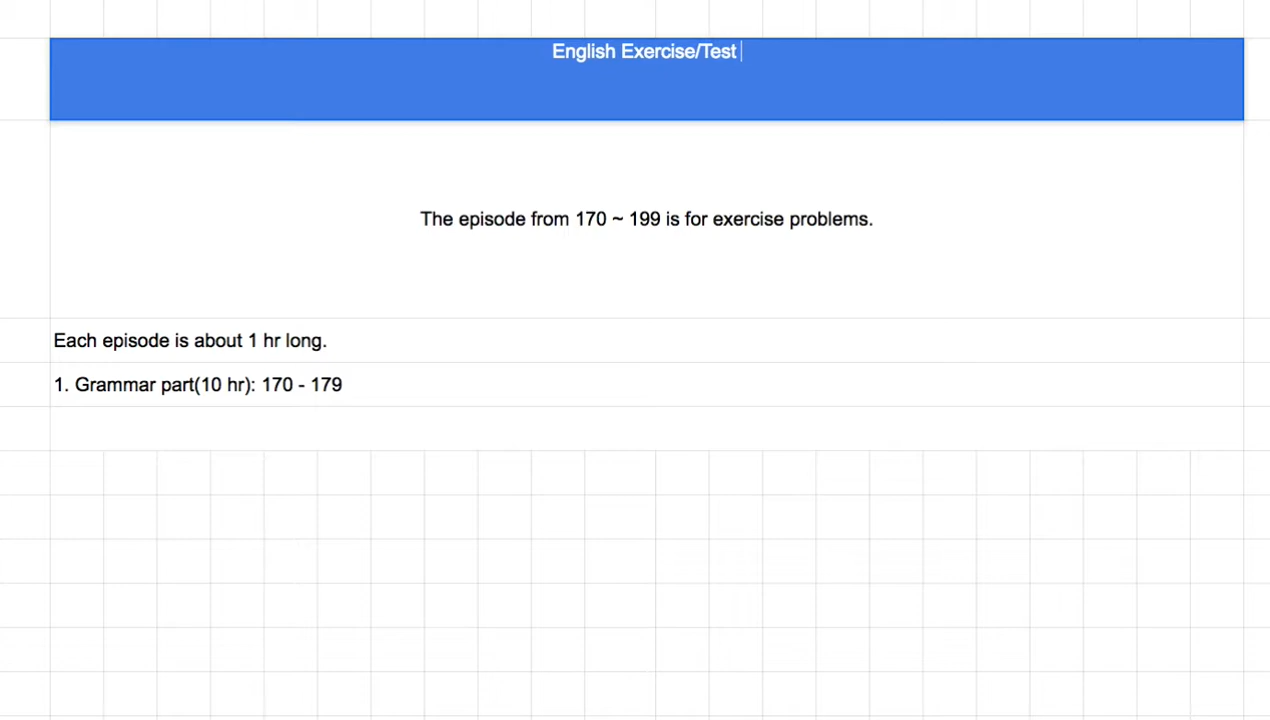 English Exercise/Test
The episode from 170 ~ 199 is for exercise problems.
Each episode is about 1 hr long.
1. Grammar part(10 hr): 170 - 179